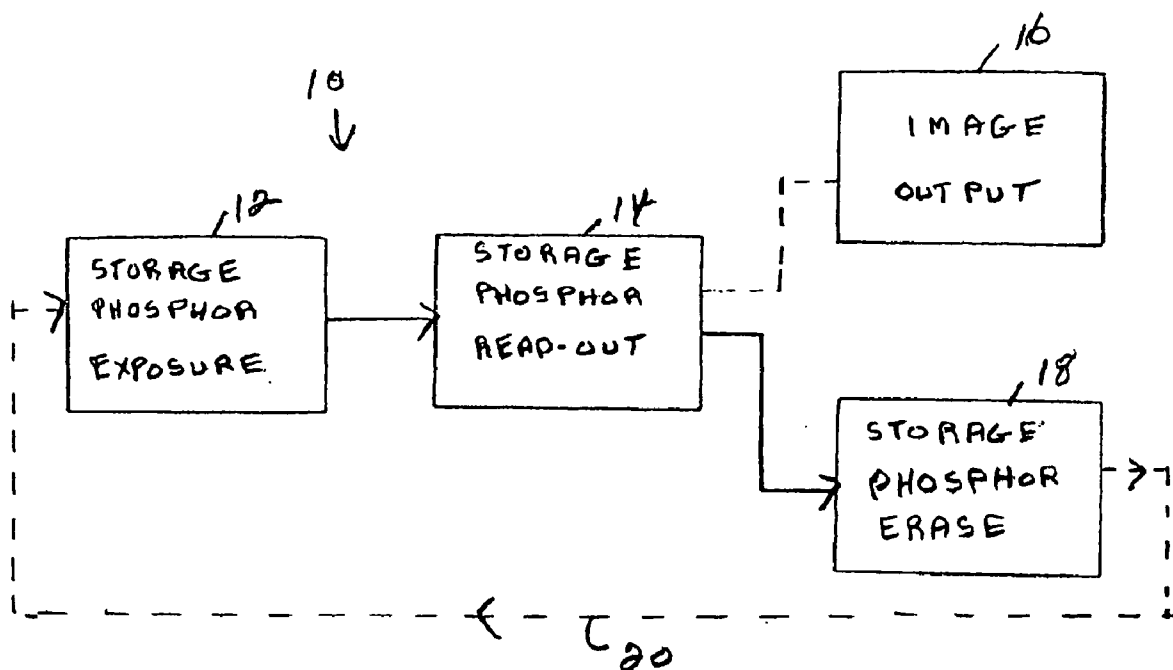 10
16
IMAGE
OUTPUT
12
STORAGE
PHOSPHOR
EXPOSURE
14
STORAGE
PHOSPHOR
READ-OUT
18
STORAGE
PHOSPHOR
ERASE
20